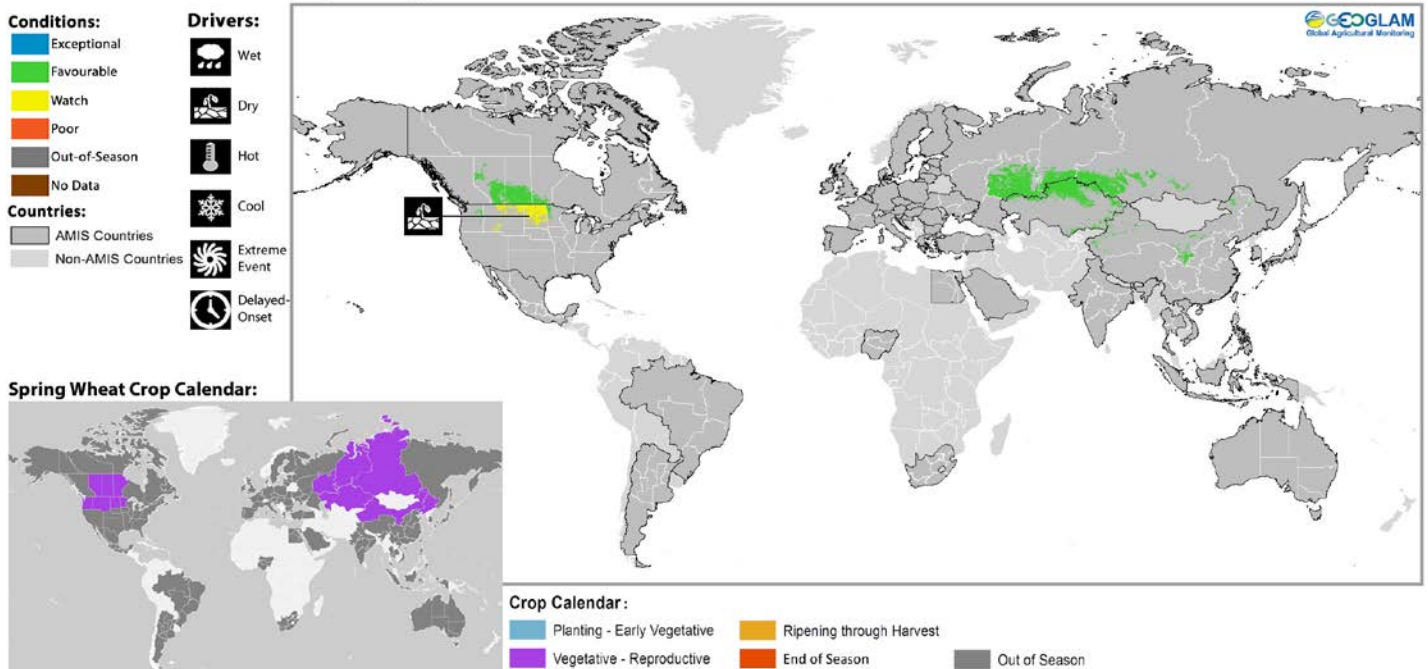 Conditions:
Exceptional
Favourable
Watch
Poor
Out-of-Season
No Data
Countries:
AMIS Countries
Non-AMIS Countries
Drivers:
Wet
Dry
Hot
Cool
Extreme
Event
Delayed-
Onset
GEOGLAM
Global Agricultural Monitoring
Spring Wheat Crop Calendar:
Crop Calendar :
Planting - Early Vegetative
Vegetative - Reproductive
Ripening through Harvest
End of Season
Out of Season